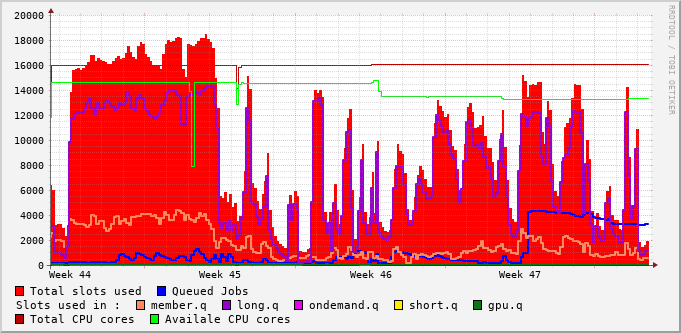 20000
18000
16000
14000
12000
10000
8000
6000
4000
2000
0
Week 44 Week 45 Week 46 Week 47
RRDTOOL / TOBI OETIKER
Total slots used Queued Jobs
Slots used in : member.q long.q ondemand.q short.q gpu.q
Total CPU cores Availale CPU cores